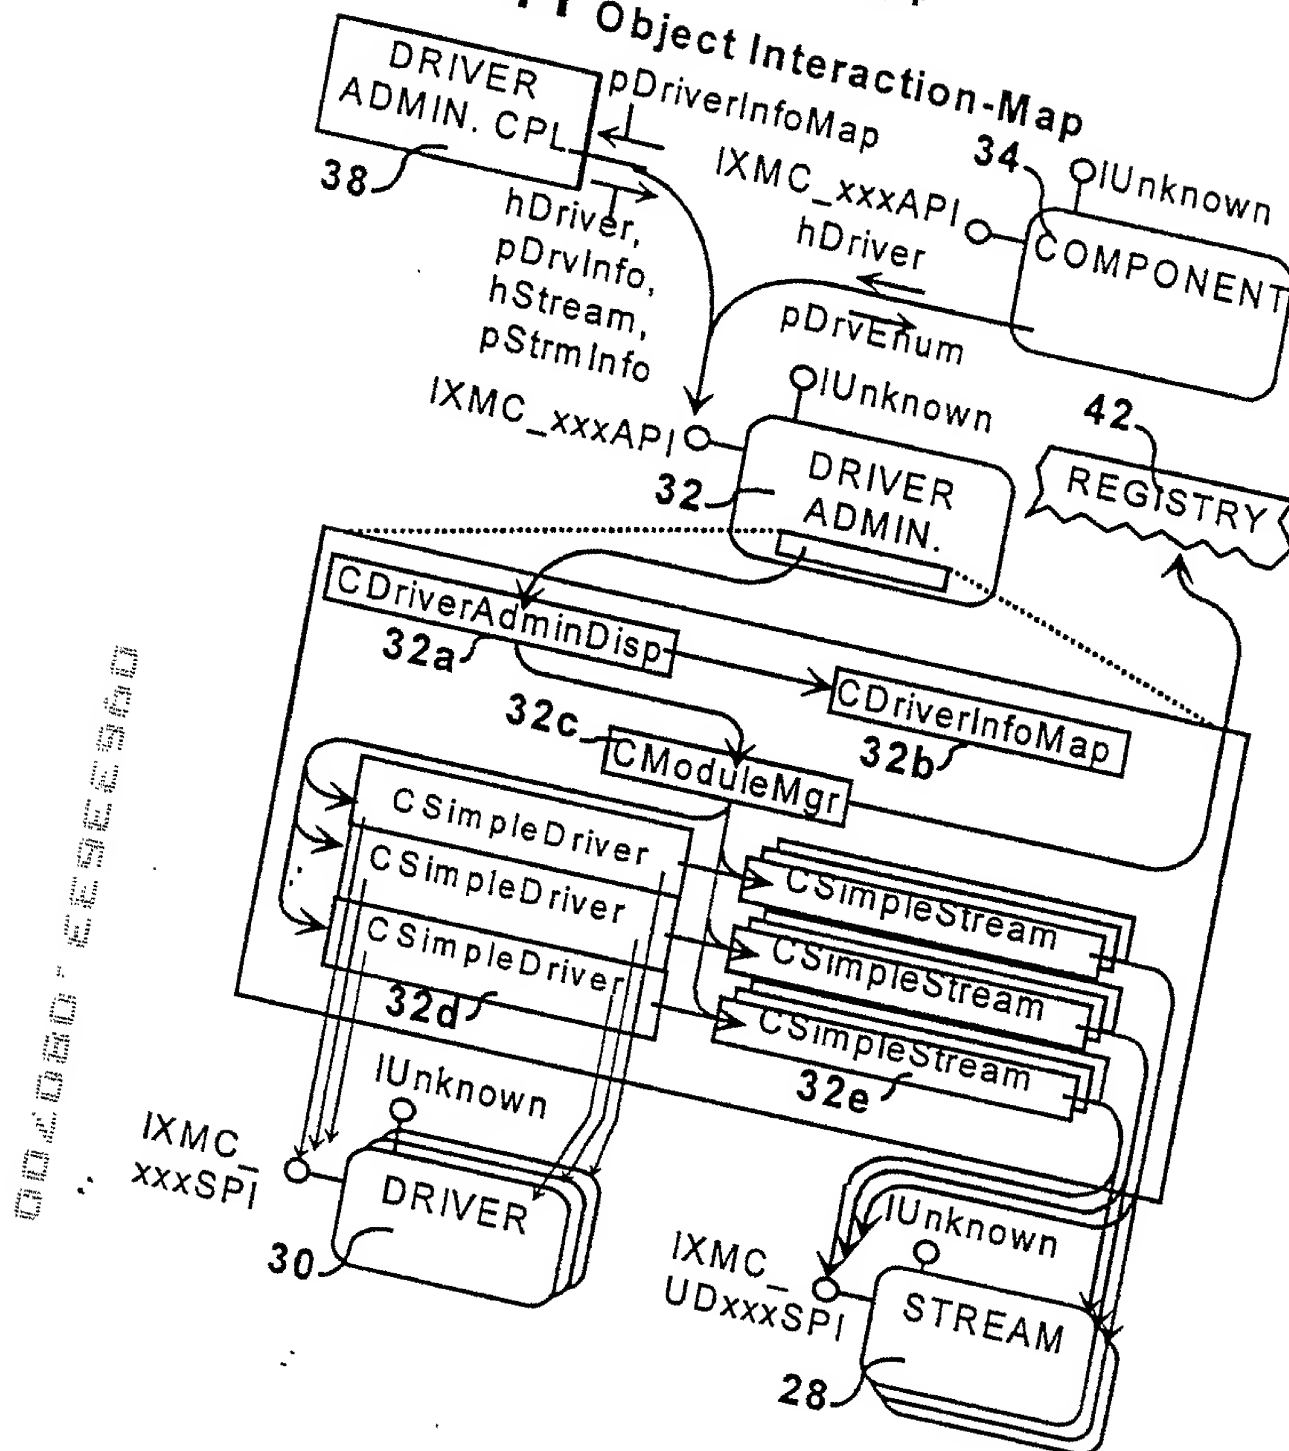 Object Interaction-Map
DRIVER
ADMIN. CPL
38
pDriverInfoMap
hDriver,
pDrvInfo,
hStream,
pStrmInfo
IXMC_xxxAPI
34
IUnknown
COMPONENT
hDriver
pDrvEnum
IXMC_xxxAPI
IUnknown
32
DRIVER
ADMIN.
42
REGISTRY
CDriverAdminDisp
32a
CDriverInfoMap
32b
32c
CModuleMgr
CSimpleDriver
CSimpleDriver
CSimpleDriver
32d
CSimpleStream
CSimpleStream
CSimpleStream
32e
IUnknown
IXMC_
xxxSPI
DRIVER
30
IUnknown
IXMC_
UDxxxSPI
STREAM
28